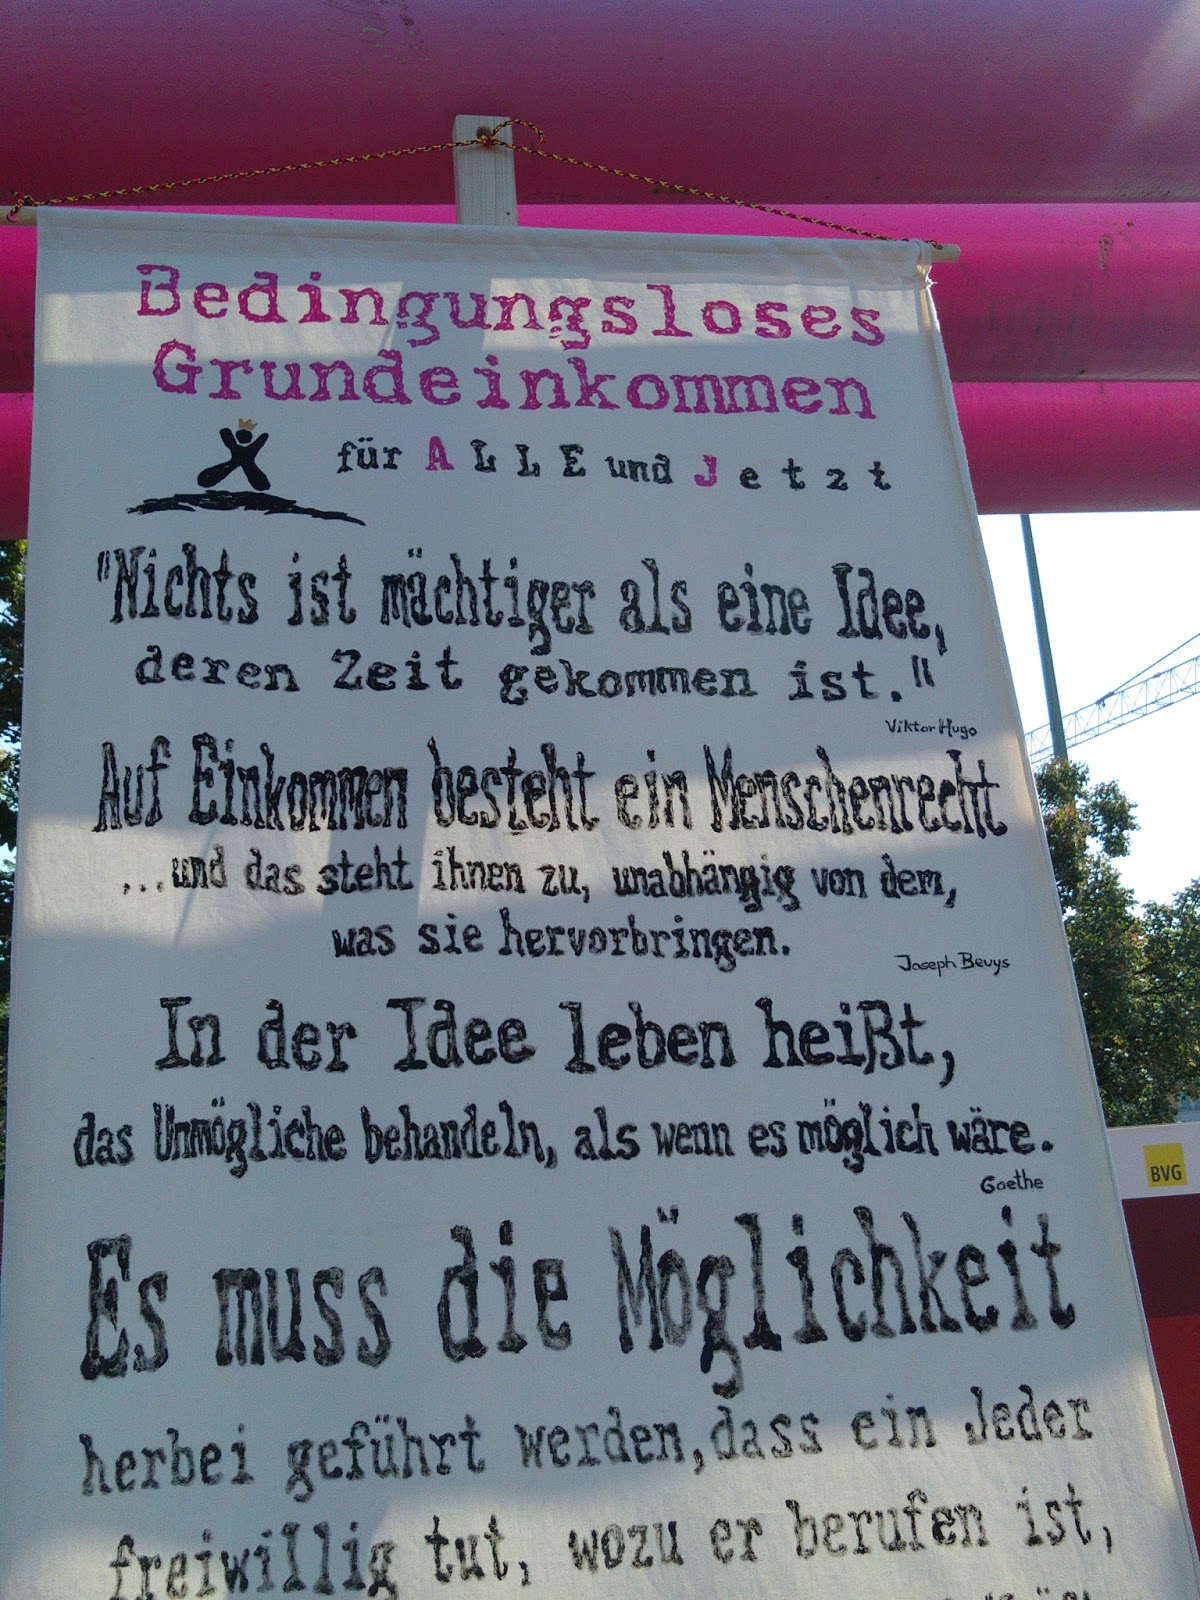 Bedingungsloses
Grundeinkommen
für ALLE und Jetzt
"Nichts ist mächtiger als eine Idee,
deren Zeit gekommen ist."
Viktor Hugo
Auf Einkommen besteht ein Menschenrecht
...und das steht ihnen zu, unabhängig von dem,
was sie hervorbringen.
Joseph Beuys
In der Idee leben heißt,
das Unmögliche behandeln, als wenn es möglich wäre.
Goethe
Es muss die Möglichkeit
herbei geführt werden, dass ein Jeder
freiwillig tut, wozu er berufen ist,
BVG